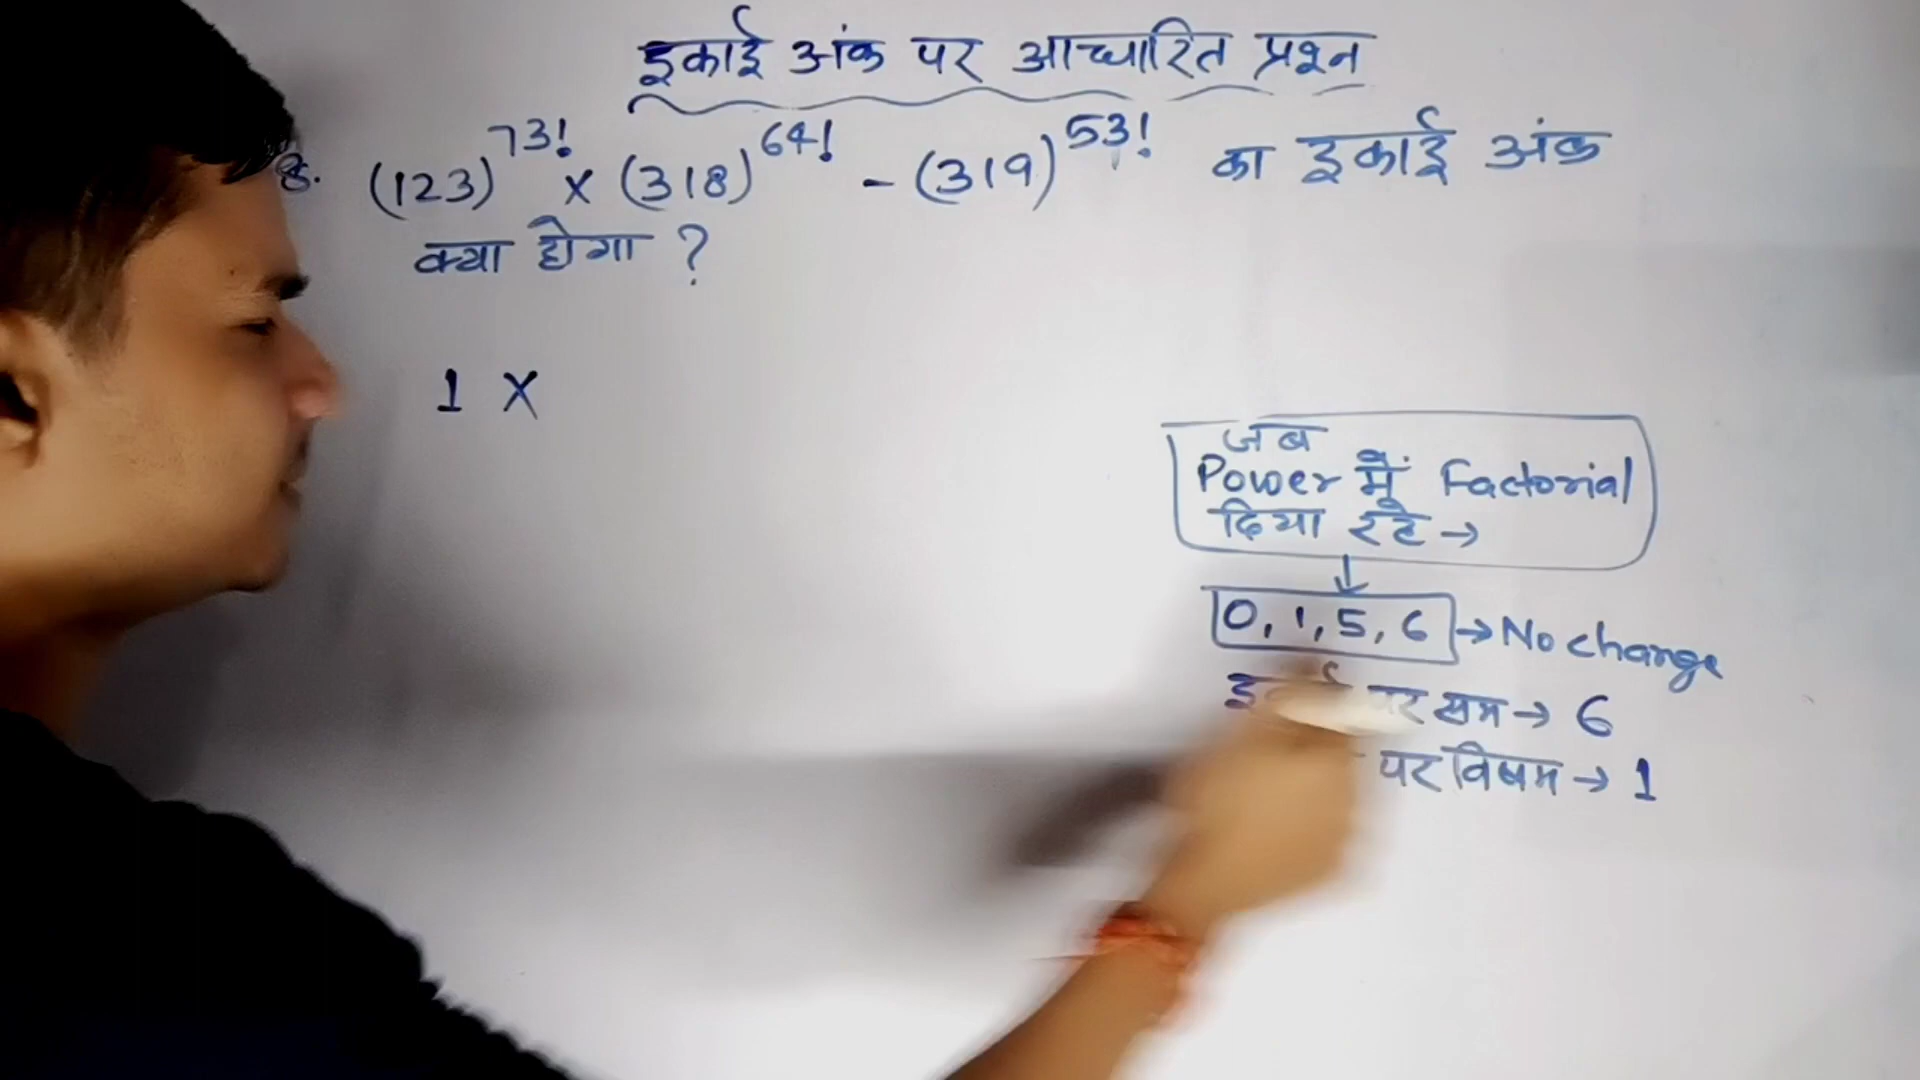 इकाई अंक पर आधारित प्रश्न
8. (123)^73! × (318)^64! - (319)^53! का इकाई अंक
क्या होगा ?
1 ×
जब
Power में Factorial
दिया रहे →
↓
0, 1, 5, 6 → No change
पर सम → 6
पर विषम → 1